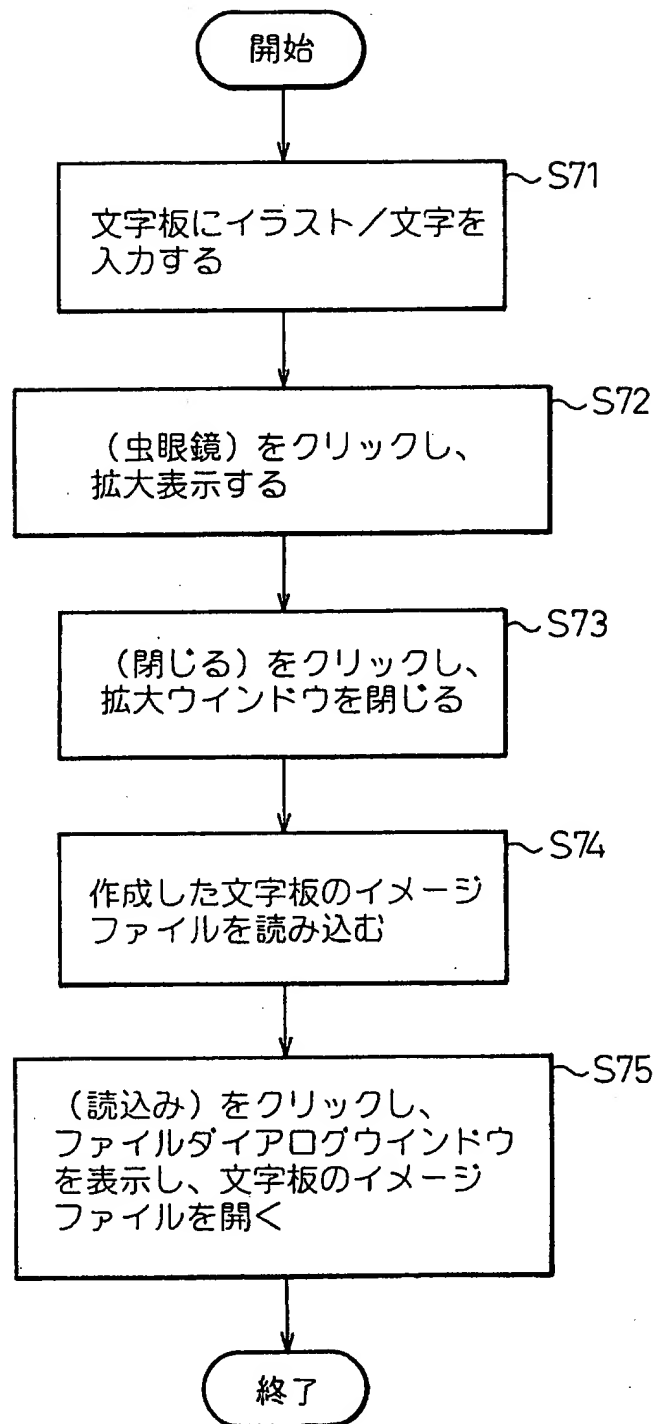 開始
S71
文字板にイラスト／文字を
入力する
S72
（虫眼鏡）をクリックし、
拡大表示する
S73
（閉じる）をクリックし、
拡大ウインドウを閉じる
S74
作成した文字板のイメージ
ファイルを読み込む
S75
（読込み）をクリックし、
ファイルダイアログウインドウ
を表示し、文字板のイメージ
ファイルを開く
終了